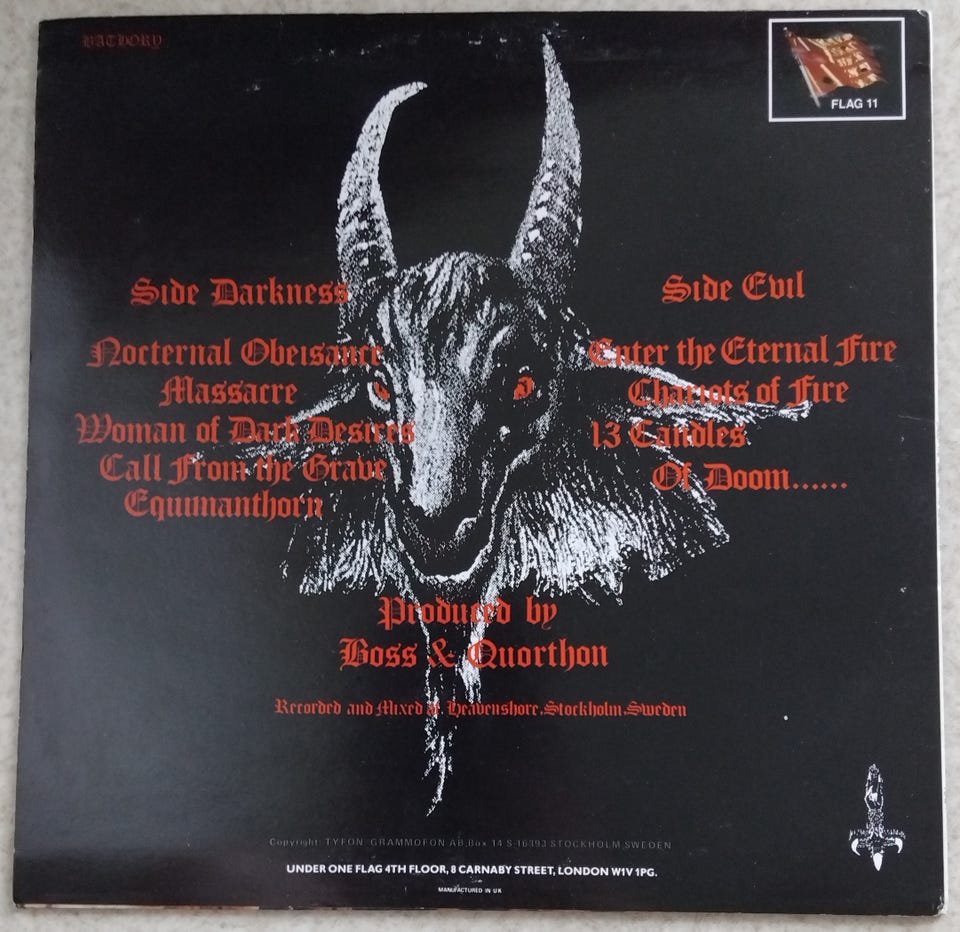 BATHORY
FLAG 11
Side Darkness
Nocternal Obeisance
Massacre
Woman of Dark Desires
Call From the Grave
Equimanthorn
Side Evil
Enter the Eternal Fire
Chariots of Fire
13 Candles
Of Doom......
Produced by
Boss & Quorthon
Recorded and Mixed at Heavenshore.Stockholm.Sweden
Copyright: TYFON GRAMMOFON AB.Box 14 S-16393 STOCKHOLM SWEDEN
UNDER ONE FLAG 4TH FLOOR, 8 CARNABY STREET, LONDON W1V 1PG.
MANUFACTURED IN UK